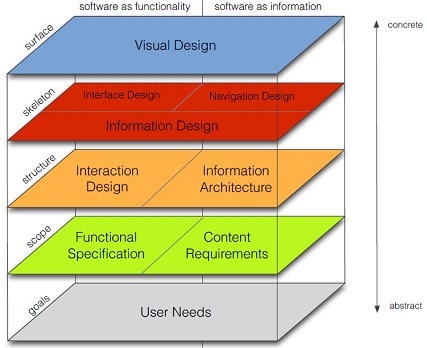 software as functionality
software as information
concrete
surface
Visual Design
skeleton
Interface Design
Navigation Design
Information Design
structure
Interaction
Design
Information
Architecture
scope
Functional
Specification
Content
Requirements
goals
User Needs
abstract